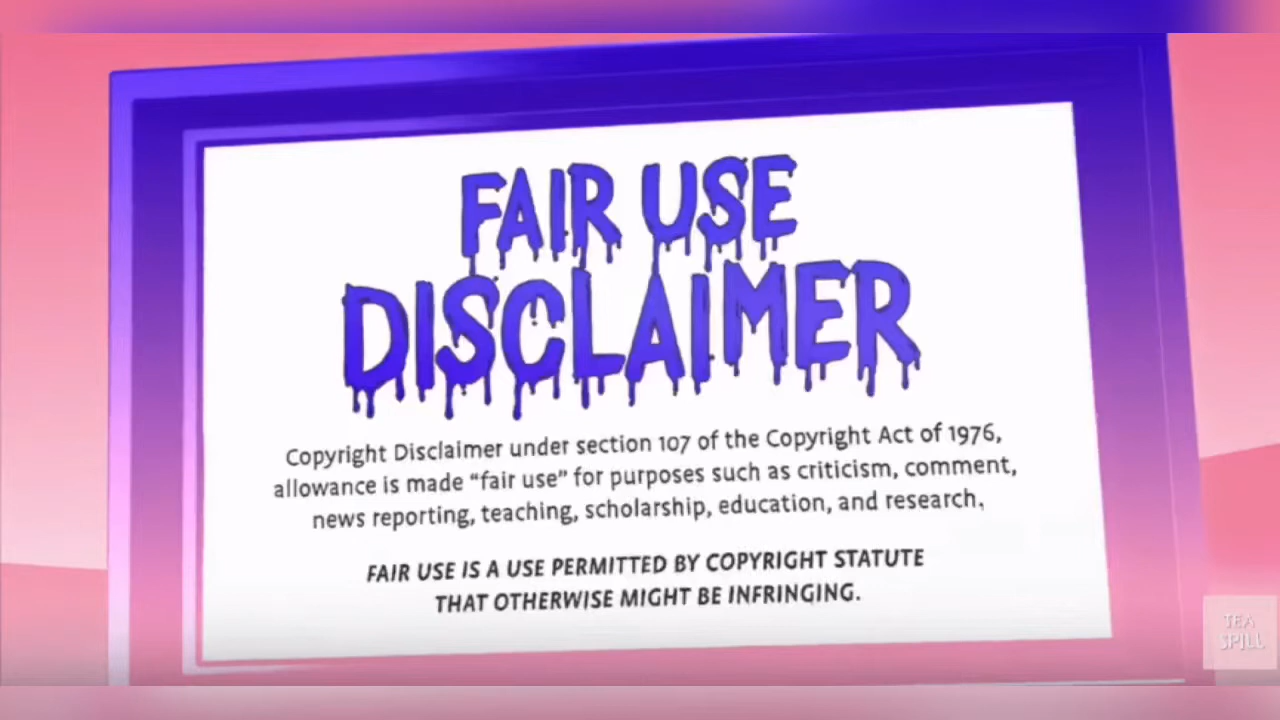 FAIR USE
DISCLAIMER
Copyright Disclaimer under section 107 of the Copyright Act of 1976,
allowance is made “fair use” for purposes such as criticism, comment,
news reporting, teaching, scholarship, education, and research.
FAIR USE IS A USE PERMITTED BY COPYRIGHT STATUTE
THAT OTHERWISE MIGHT BE INFRINGING.
TEA
SPILL